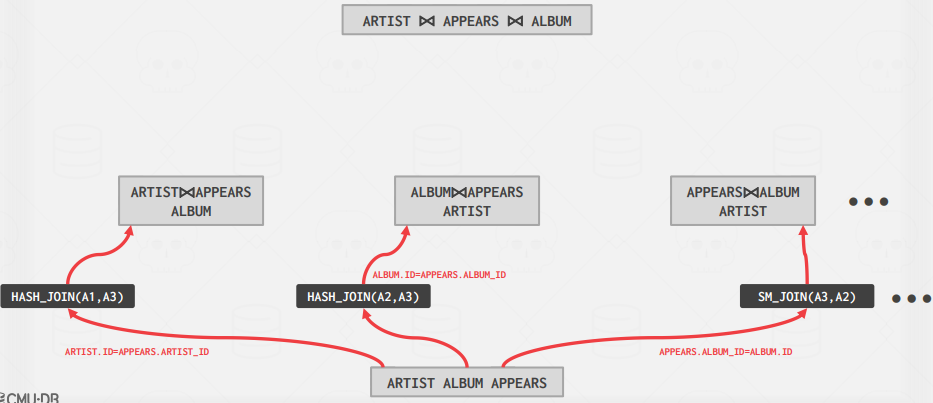 ARTIST ⋈ APPEARS ⋈ ALBUM
ARTIST⋈APPEARS
ALBUM
ALBUM⋈APPEARS
ARTIST
APPEARS⋈ALBUM
ARTIST
•••
ALBUM.ID=APPEARS.ALBUM_ID
HASH_JOIN(A1,A3)
HASH_JOIN(A2,A3)
SM_JOIN(A3,A2)
•••
ARTIST.ID=APPEARS.ARTIST_ID
APPEARS.ALBUM_ID=ALBUM.ID
ARTIST ALBUM APPEARS
CMU·DB